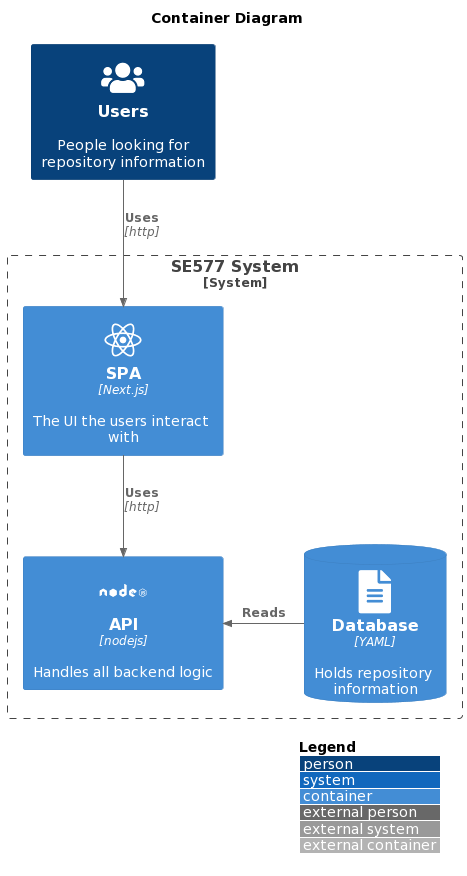 Container Diagram
Users
People looking for
repository information
Uses
[http]
SE577 System
[System]
SPA
[Next.js]
The UI the users interact
with
Uses
[http]
node
API
[nodejs]
Handles all backend logic
Reads
Database
[YAML]
Holds repository
information
Legend
person
system
container
external person
external system
external container